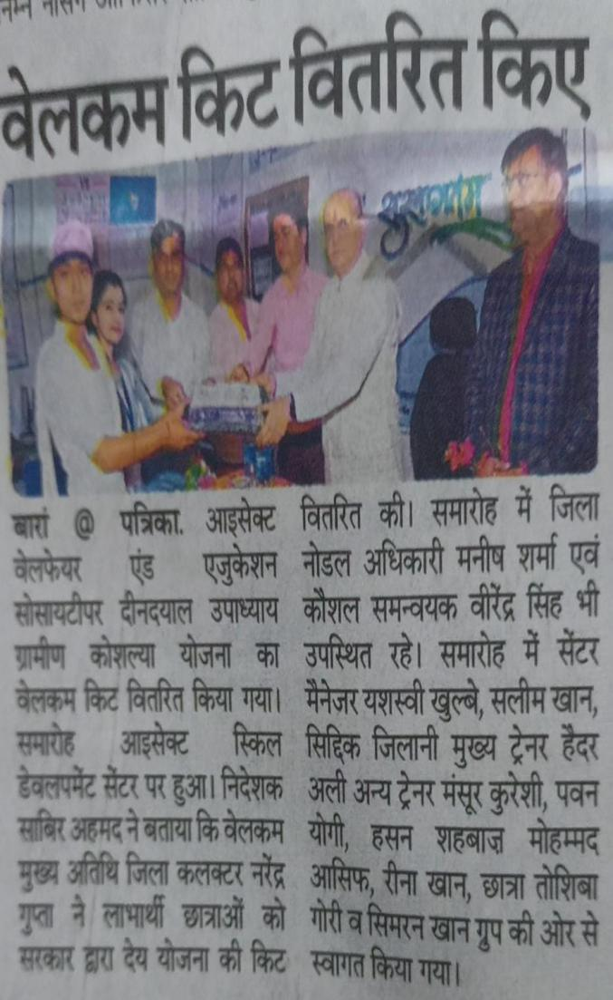 वेलकम किट वितरित किए
शुभागमन
बारां @ पत्रिका. आइसेक्ट
वेलफेयर एंड एजुकेशन
सोसायटीपर दीनदयाल उपाध्याय
ग्रामीण कोशल्या योजना का
वेलकम किट वितरित किया गया।
समारोह आइसेक्ट स्किल
डेवलपमेंट सेंटर पर हुआ। निदेशक
साबिर अहमद ने बताया कि वेलकम
मुख्य अतिथि जिला कलक्टर नरेंद्र
गुप्ता ने लाभार्थी छात्राओं को
सरकार द्वारा देय योजना की किट
वितरित की। समारोह में जिला
नोडल अधिकारी मनीष शर्मा एवं
कौशल समन्वयक वीरेंद्र सिंह भी
उपस्थित रहे। समारोह में सेंटर
मैनेजर यशस्वी खुल्बे, सलीम खान,
सिद्दिक जिलानी मुख्य ट्रेनर हैदर
अली अन्य ट्रेनर मंसूर कुरेशी, पवन
योगी, हसन शहबाज़ मोहम्मद
आसिफ, रीना खान, छात्रा तोशिबा
गोरी व सिमरन खान ग्रुप की ओर से
स्वागत किया गया।